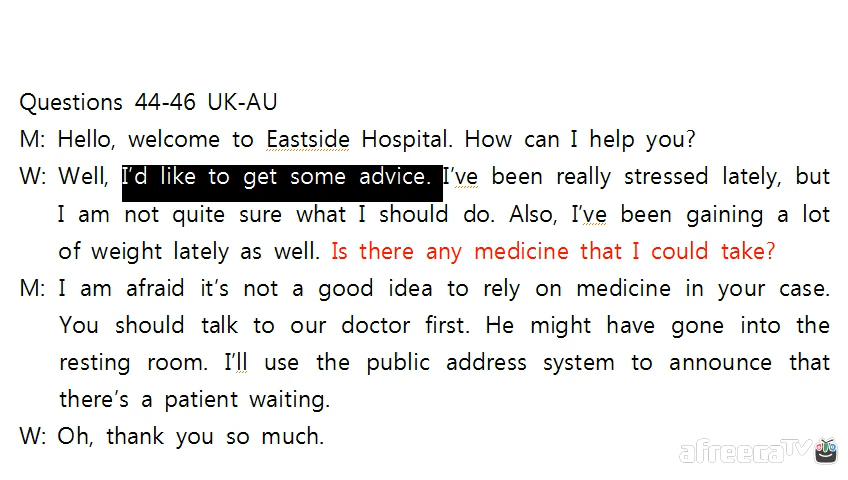 Questions 44-46 UK-AU
M: Hello, welcome to Eastside Hospital. How can I help you?
W: Well, I'd like to get some advice. I've been really stressed lately, but
I am not quite sure what I should do. Also, I've been gaining a lot
of weight lately as well. Is there any medicine that I could take?
M: I am afraid it's not a good idea to rely on medicine in your case.
You should talk to our doctor first. He might have gone into the
resting room. I'll use the public address system to announce that
there's a patient waiting.
W: Oh, thank you so much.
afreecaTV